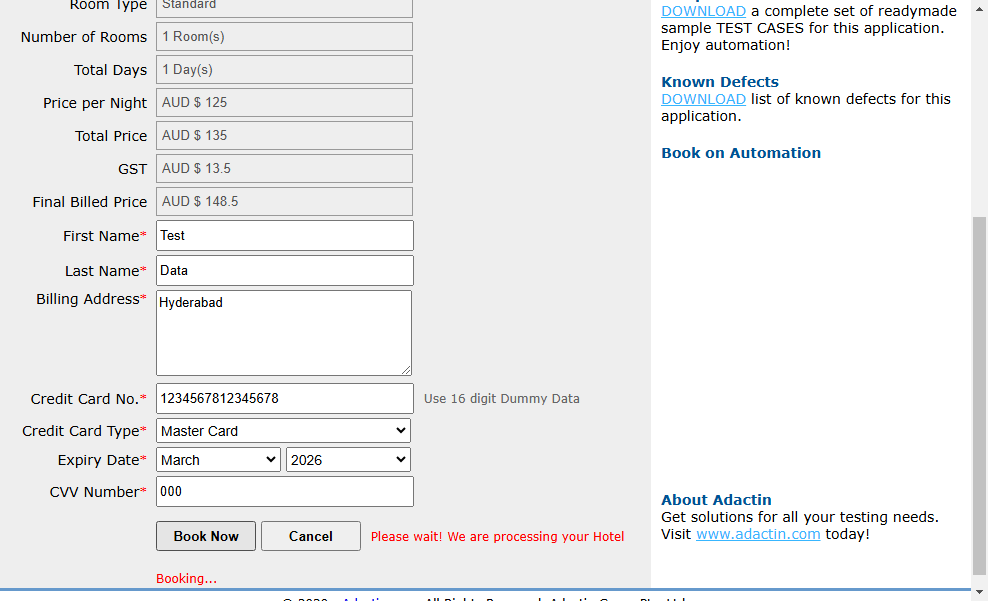 Room Type Standard
Number of Rooms 1 Room(s)
Total Days 1 Day(s)
Price per Night AUD $ 125
Total Price AUD $ 135
GST AUD $ 13.5
Final Billed Price AUD $ 148.5
First Name* Test
Last Name* Data
Billing Address* Hyderabad
Credit Card No.* 1234567812345678 Use 16 digit Dummy Data
Credit Card Type* Master Card
Expiry Date* March 2026
CVV Number* 000
Book Now Cancel Please wait! We are processing your Hotel
Booking...
DOWNLOAD a complete set of readymade
sample TEST CASES for this application.
Enjoy automation!
Known Defects
DOWNLOAD list of known defects for this
application.
Book on Automation
About Adactin
Get solutions for all your testing needs.
Visit www.adactin.com today!